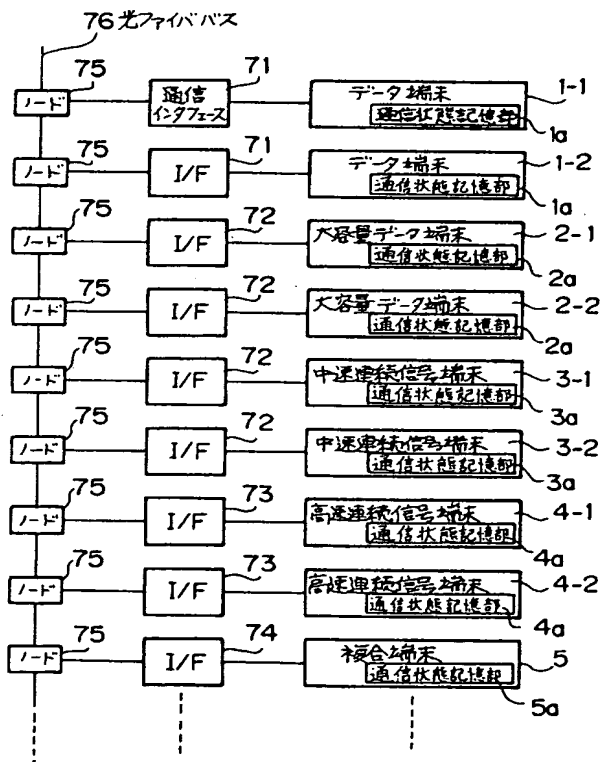 76 光ファイババス
75
ノード
71
通信
インタフェース
データ端末
通信状態記憶部
1-1
1a
75
ノード
71
I/F
データ端末
通信状態記憶部
1-2
1a
75
ノード
72
I/F
大容量データ端末
通信状態記憶部
2-1
2a
75
ノード
72
I/F
大容量データ端末
通信状態記憶部
2-2
2a
75
ノード
72
I/F
中速連続信号端末
通信状態記憶部
3-1
3a
75
ノード
72
I/F
中速連続信号端末
通信状態記憶部
3-2
3a
75
ノード
73
I/F
高速連続信号端末
通信状態記憶部
4-1
4a
75
ノード
73
I/F
高速連続信号端末
通信状態記憶部
4-2
4a
75
ノード
74
I/F
複合端末
通信状態記憶部
5
5a